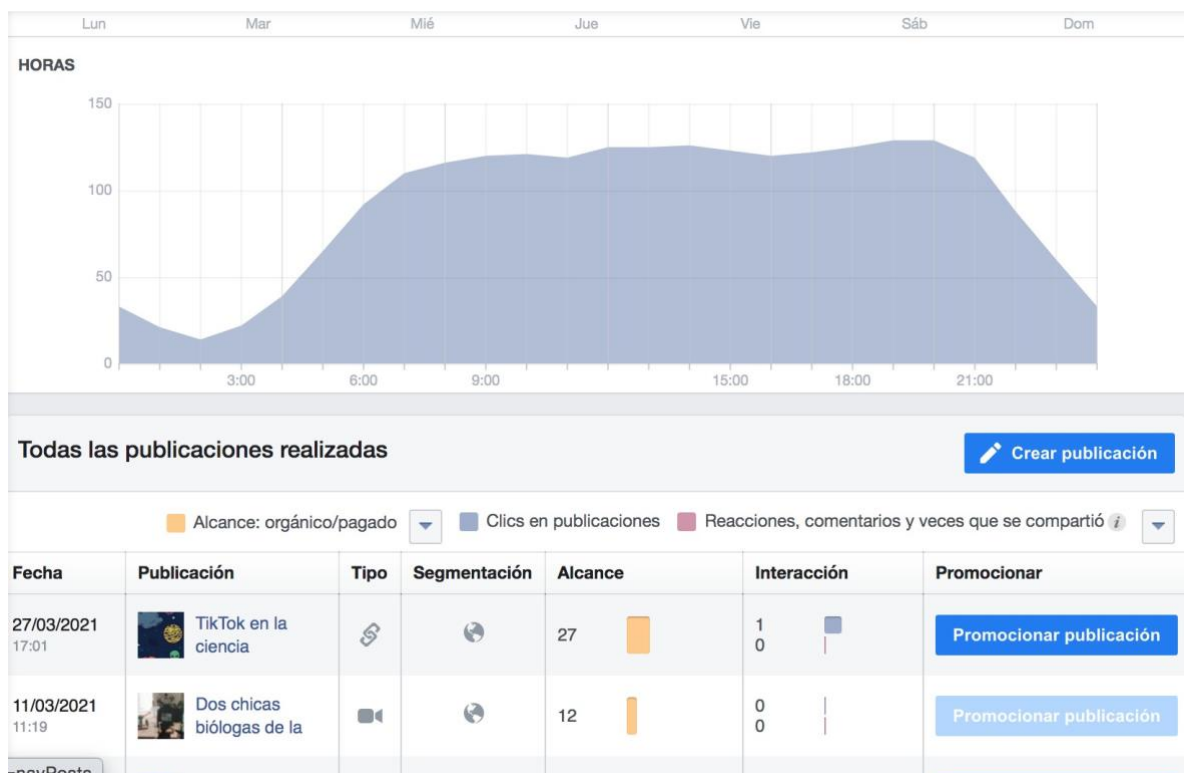 Lun Mar Mié Jue Vie Sáb Dom
HORAS
150
100
50
0
3:00 6:00 9:00 15:00 18:00 21:00
Todas las publicaciones realizadas
Crear publicación
Alcance: orgánico/pagado Clics en publicaciones Reacciones, comentarios y veces que se compartió i
Fecha Publicación Tipo Segmentación Alcance Interacción Promocionar
27/03/2021
17:01
TikTok en la
ciencia
27
1
0
Promocionar publicación
11/03/2021
11:19
Dos chicas
biólogas de la
12
0
0
Promocionar publicación